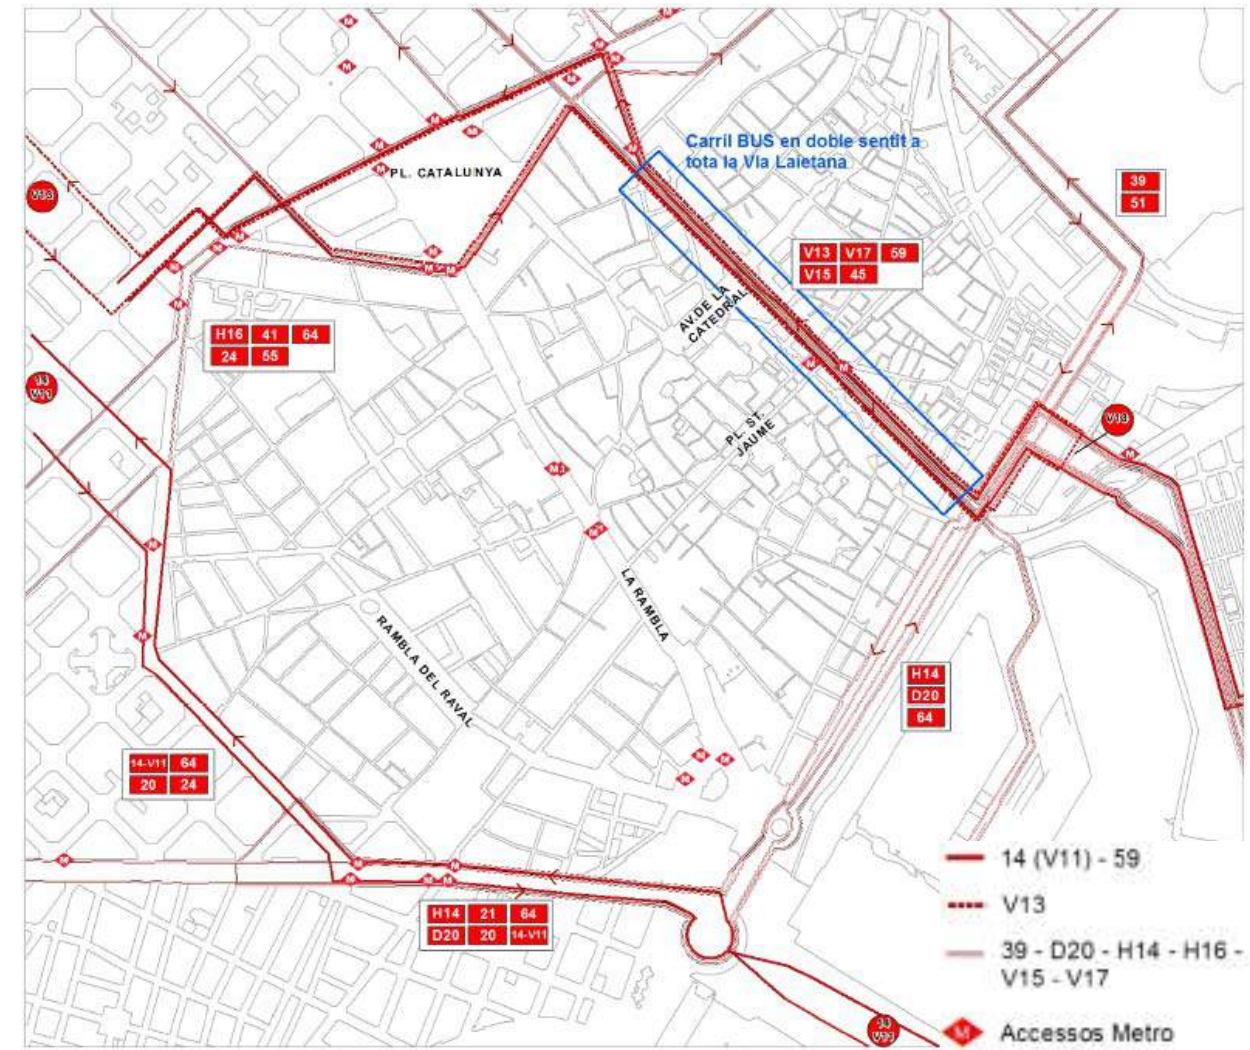 Carril BUS en doble sentit a
tota la Via Laietana
PL. CATALUNYA
39
51
V13 V17 59
V15 45
V13
AV.DE LA
CATEDRAL
H16 41 64
24 55
14
V11
PL. ST.
JAUME
V13
LA RAMBLA
RAMBLA DEL RAVAL
H14
D20
64
14-V11 64
20 24
H14 21 64
D20 20 14-V11
14
V11
14 (V11) - 59
V13
39 - D20 - H14 - H16 -
V15 - V17
M Accessos Metro